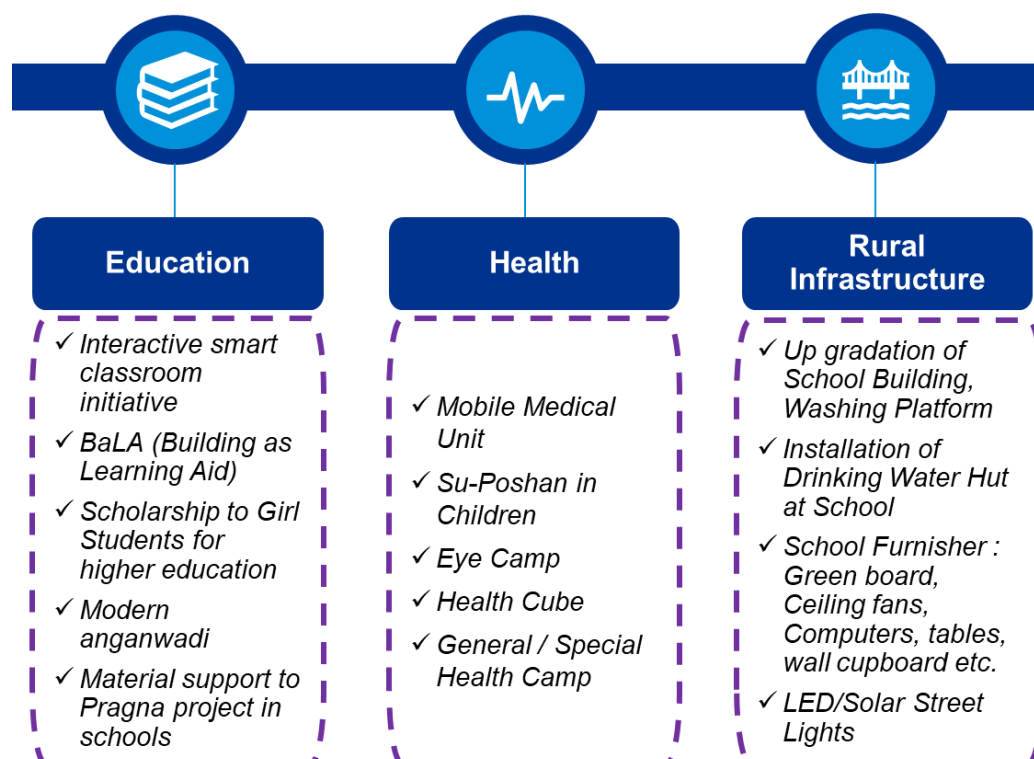 Education
✓ Interactive smart
classroom
initiative
✓ BaLA (Building as
Learning Aid)
✓ Scholarship to Girl
Students for
higher education
✓ Modern
anganwadi
✓ Material support to
Pragna project in
schools
Health
✓ Mobile Medical
Unit
✓ Su-Poshan in
Children
✓ Eye Camp
✓ Health Cube
✓ General / Special
Health Camp
Rural
Infrastructure
✓ Up gradation of
School Building,
Washing Platform
✓ Installation of
Drinking Water Hut
at School
✓ School Furnisher :
Green board,
Ceiling fans,
Computers, tables,
wall cupboard etc.
✓ LED/Solar Street
Lights